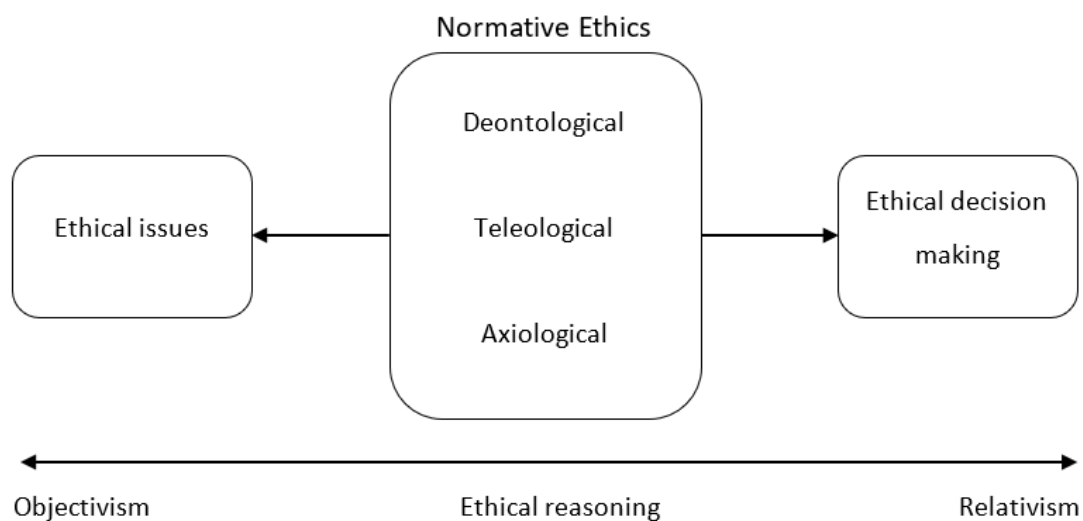 Normative Ethics
Deontological
Ethical issues
Teleological
Ethical decision
making
Axiological
Objectivism
Ethical reasoning
Relativism